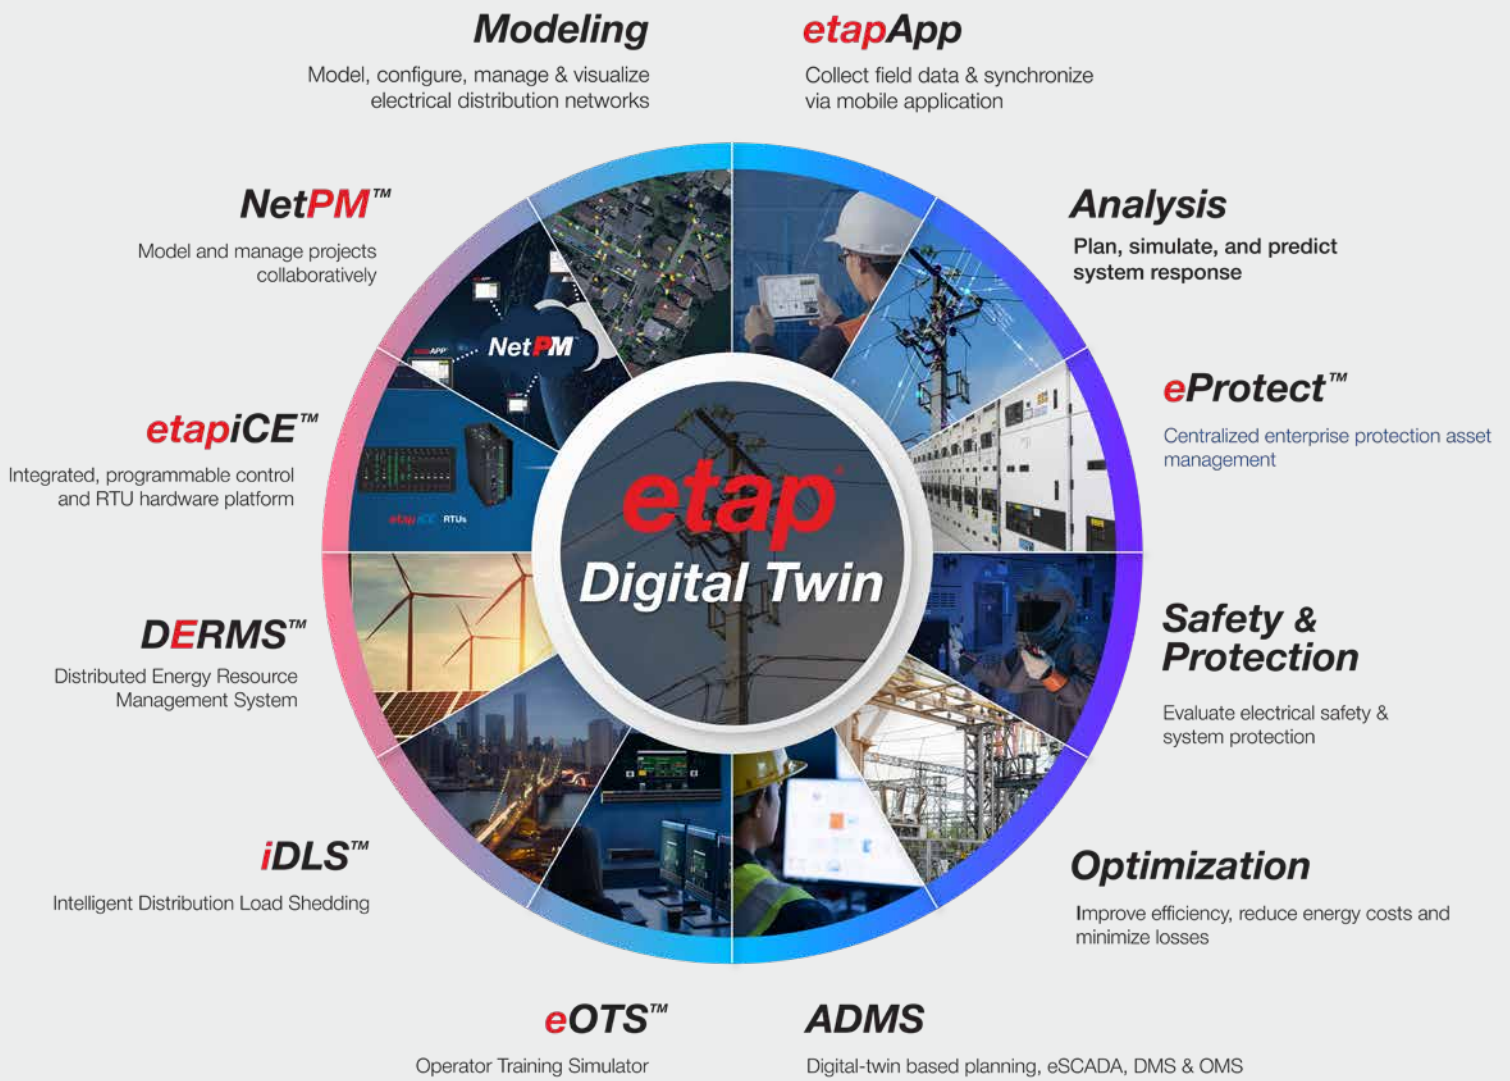 Modeling
Model, configure, manage & visualize
electrical distribution networks
etapApp
Collect field data & synchronize
via mobile application
NetPM™
Model and manage projects
collaboratively
Analysis
Plan, simulate, and predict
system response
NetPM
etapiCE™
Integrated, programmable control
and RTU hardware platform
etapiCE RTUs
eProtect™
Centralized enterprise protection asset
management
etap®
Digital Twin
DERMS™
Distributed Energy Resource
Management System
Safety &
Protection
Evaluate electrical safety &
system protection
iDLS™
Intelligent Distribution Load Shedding
Optimization
Improve efficiency, reduce energy costs and
minimize losses
eOTS™
Operator Training Simulator
ADMS
Digital-twin based planning, eSCADA, DMS & OMS